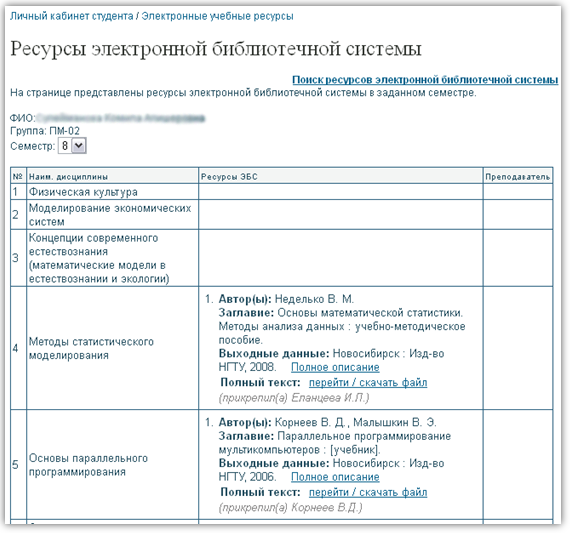 Личный кабинет студента / Электронные учебные ресурсы
Ресурсы электронной библиотечной системы
Поиск ресурсов электронной библиотечной системы
На странице представлены ресурсы электронной библиотечной системы в заданном семестре.
ФИО:
Группа: ПМ-02
Семестр: 8
№ Наим. дисциплины Ресурсы ЭБС Преподаватель
1 Физическая культура
2 Моделирование экономических
систем
3 Концепции современного
естествознания
(математические модели в
естествознании и экологии)
4 Методы статистического
моделирования
1. Автор(ы): Неделько В. М.
Заглавие: Основы математической статистики.
Методы анализа данных : учебно-методическое
пособие.
Выходные данные: Новосибирск : Изд-во
НГТУ, 2008. Полное описание
Полный текст: перейти / скачать файл
(прикрепил(а) Еланцева И.Л.)
5 Основы параллельного
программирования
1. Автор(ы): Корнеев В. Д., Малышкин В. Э.
Заглавие: Параллельное программирование
мультикомпьютеров : [учебник].
Выходные данные: Новосибирск : Изд-во
НГТУ, 2006. Полное описание
Полный текст: перейти / скачать файл
(прикрепил(а) Корнеев В.Д.)